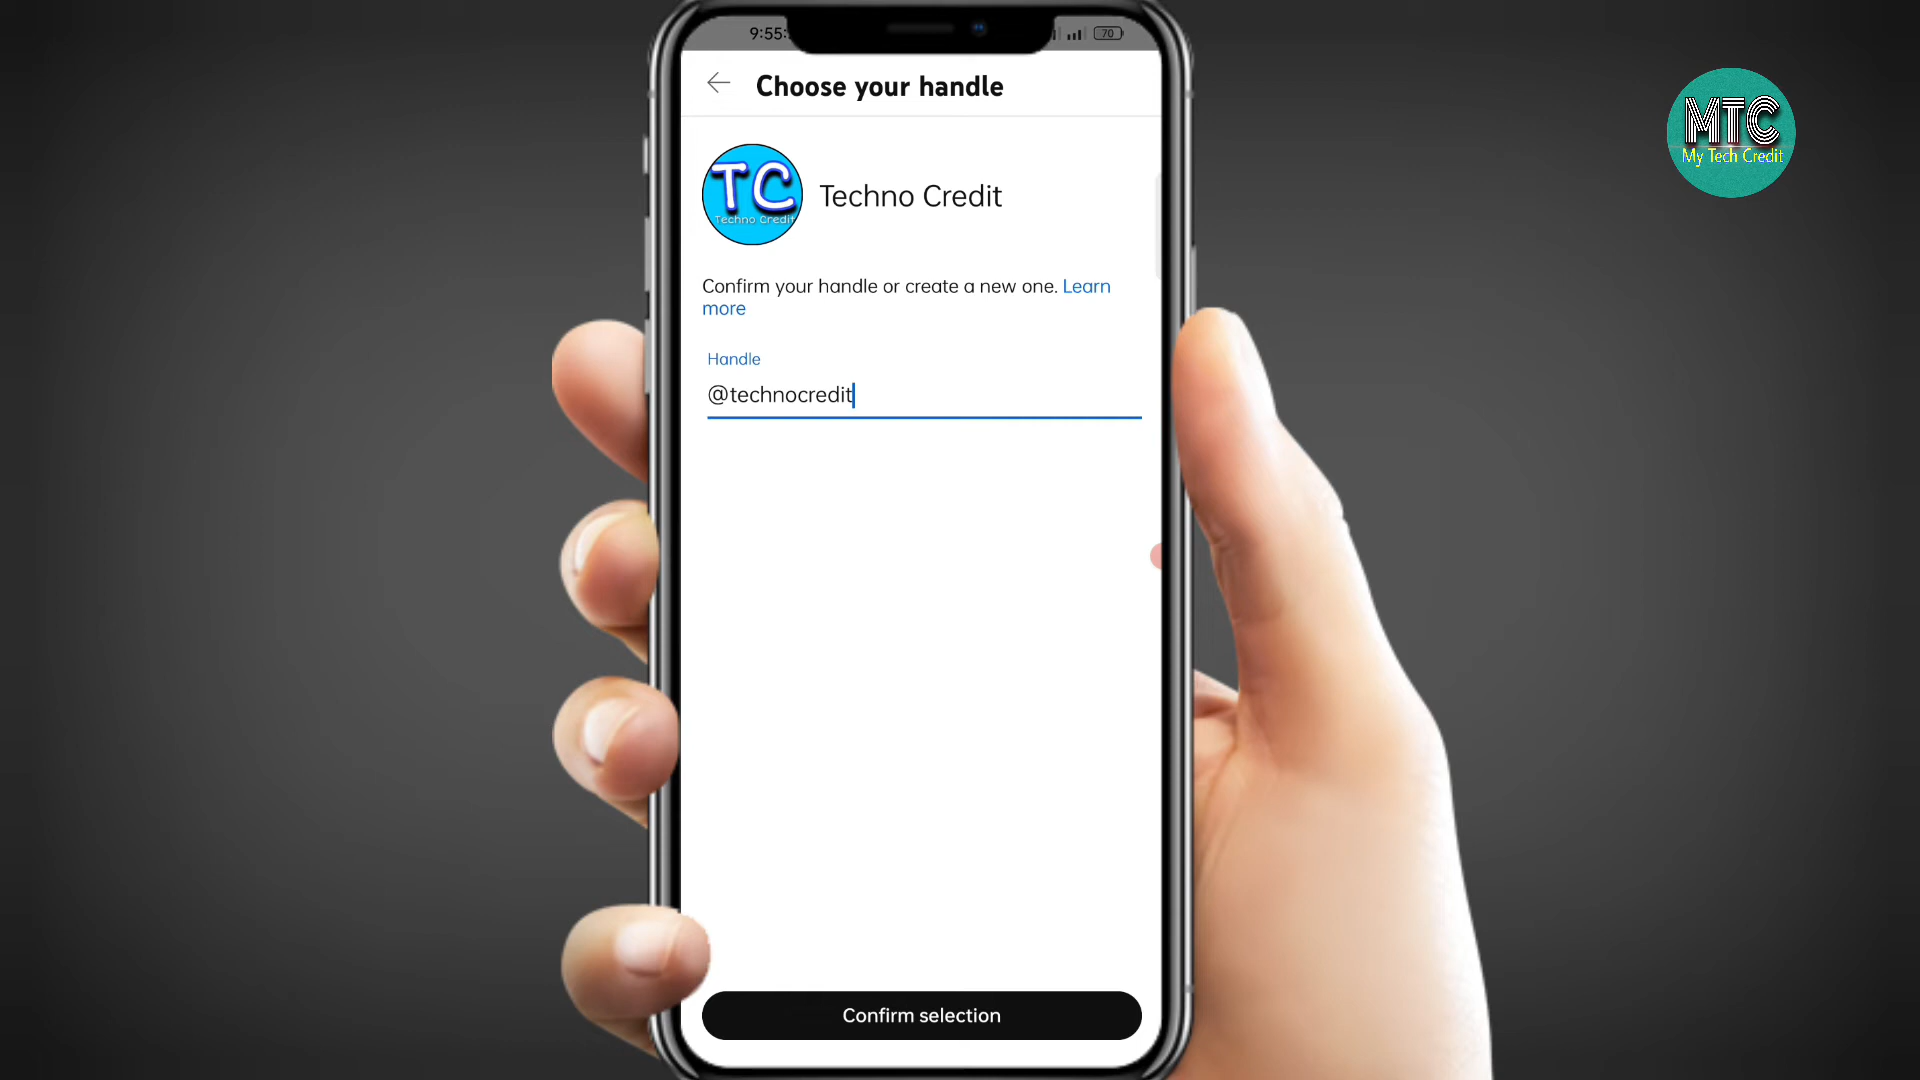 9:55:
70
Choose your handle
MTC
My Tech Credit
TC
Techno Credit
Techno Credit
Confirm your handle or create a new one. Learn
more
Handle
@technocredit
Confirm selection